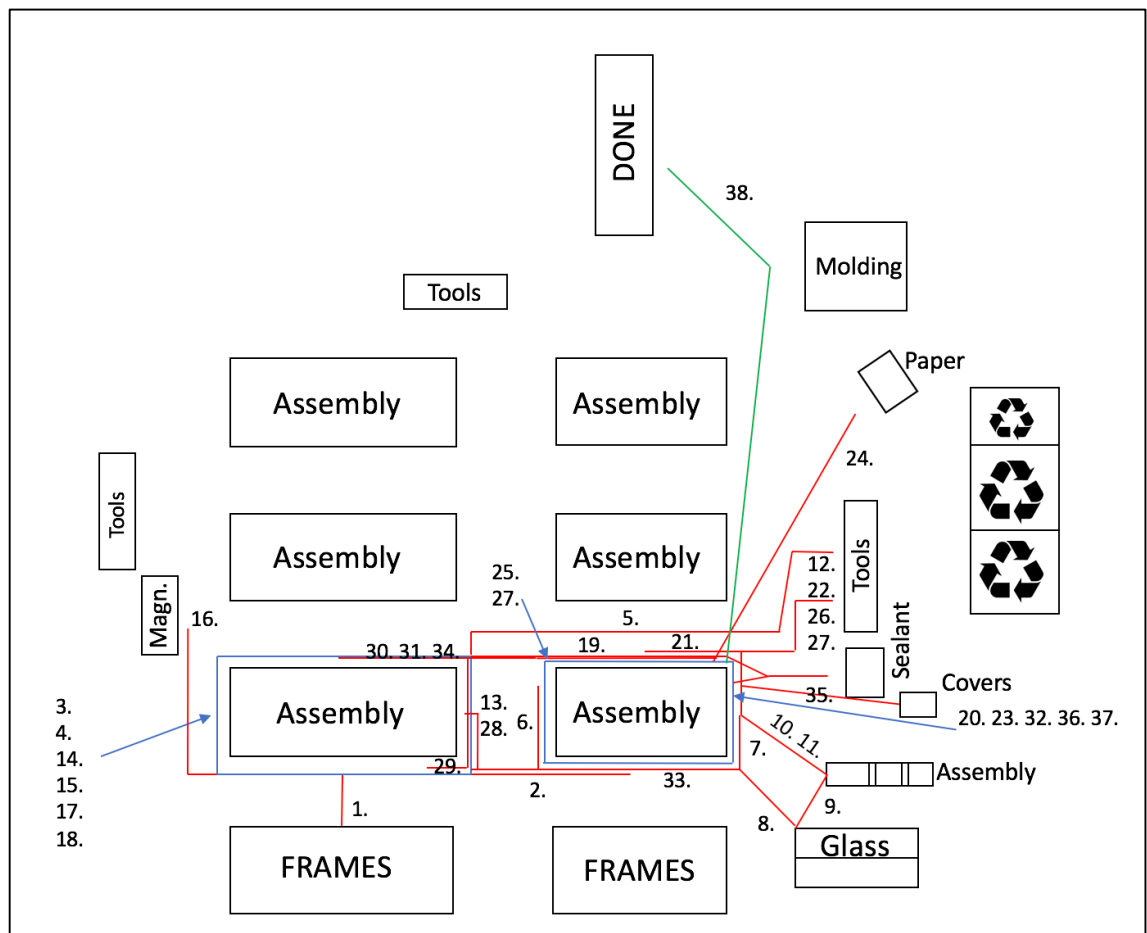 DONE
38.
Molding
Tools
Paper
Assembly
Assembly
24.
Tools
Assembly
Assembly
Tools
12.
22.
26.
27.
25.
27.
Magn.
16.
5.
19.
21.
30. 31. 34.
Sealant
Covers
35.
20. 23. 32. 36. 37.
3.
4.
14.
15.
17.
18.
Assembly
13.
28.
6.
Assembly
7.
10. 11.
29.
2.
33.
Assembly
1.
8.
9.
FRAMES
FRAMES
Glass